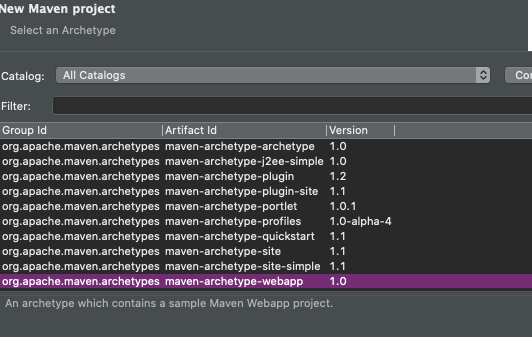 New Maven project
Select an Archetype
Catalog: All Catalogs
Filter:
Group Id Artifact Id Version
org.apache.maven.archetypes maven-archetype-archetype 1.0
org.apache.maven.archetypes maven-archetype-j2ee-simple 1.0
org.apache.maven.archetypes maven-archetype-plugin 1.2
org.apache.maven.archetypes maven-archetype-plugin-site 1.1
org.apache.maven.archetypes maven-archetype-portlet 1.0.1
org.apache.maven.archetypes maven-archetype-profiles 1.0-alpha-4
org.apache.maven.archetypes maven-archetype-quickstart 1.1
org.apache.maven.archetypes maven-archetype-site 1.1
org.apache.maven.archetypes maven-archetype-site-simple 1.1
org.apache.maven.archetypes maven-archetype-webapp 1.0
An archetype which contains a sample Maven Webapp project.